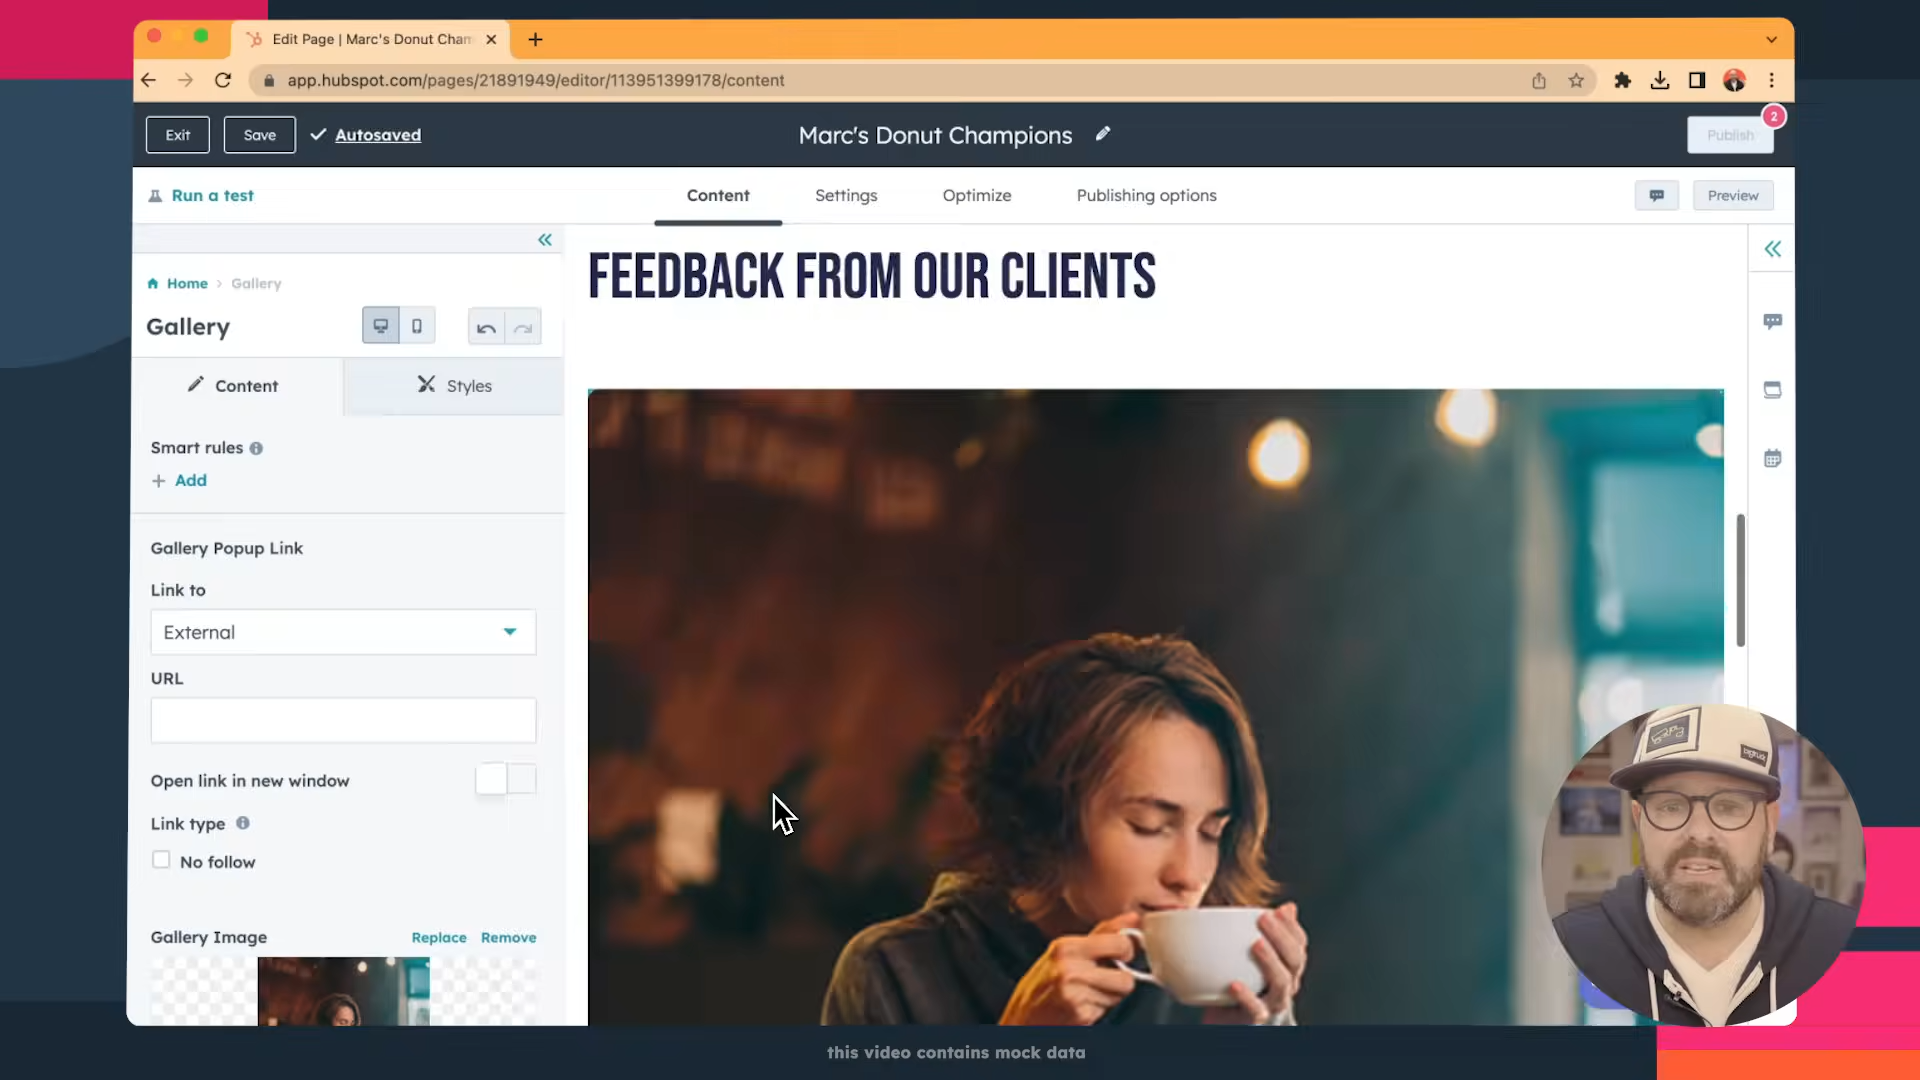 Edit Page | Marc's Donut Cham
app.hubspot.com/pages/21891949/editor/113951399178/content
Exit
Save
Autosaved
Marc's Donut Champions
Publish
2
Run a test
Content
Settings
Optimize
Publishing options
Preview
Home
Gallery
Gallery
Content
Styles
Smart rules
+ Add
Gallery Popup Link
Link to
External
URL
Open link in new window
Link type
No follow
Gallery Image
Replace
Remove
FEEDBACK FROM OUR CLIENTS
this video contains mock data